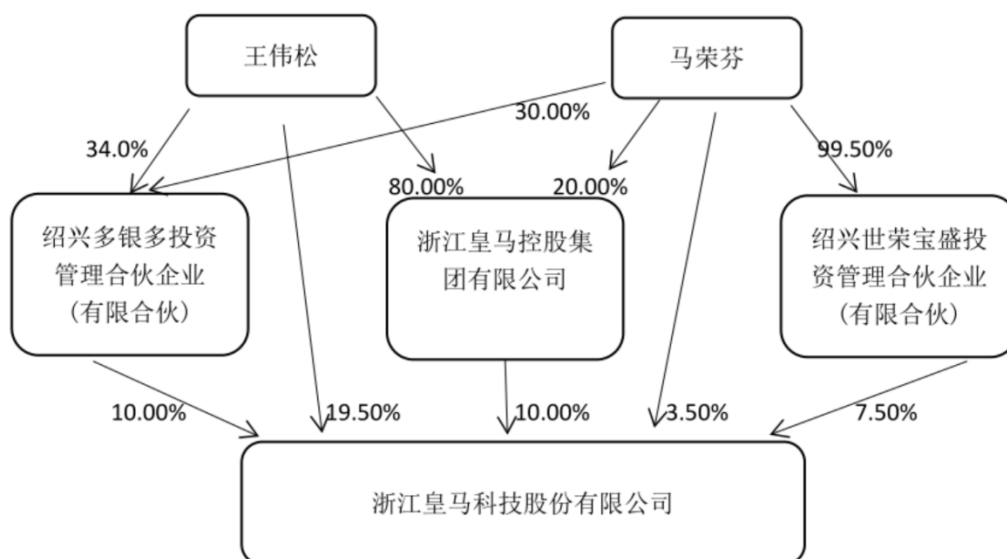 王伟松
马荣芬
30.00%
34.0%
99.50%
80.00%
20.00%
绍兴多银多投资
管理合伙企业
(有限合伙)
浙江皇马控股集
团有限公司
绍兴世荣宝盛投
资管理合伙企业
(有限合伙)
10.00%
19.50%
10.00%
3.50%
7.50%
浙江皇马科技股份有限公司